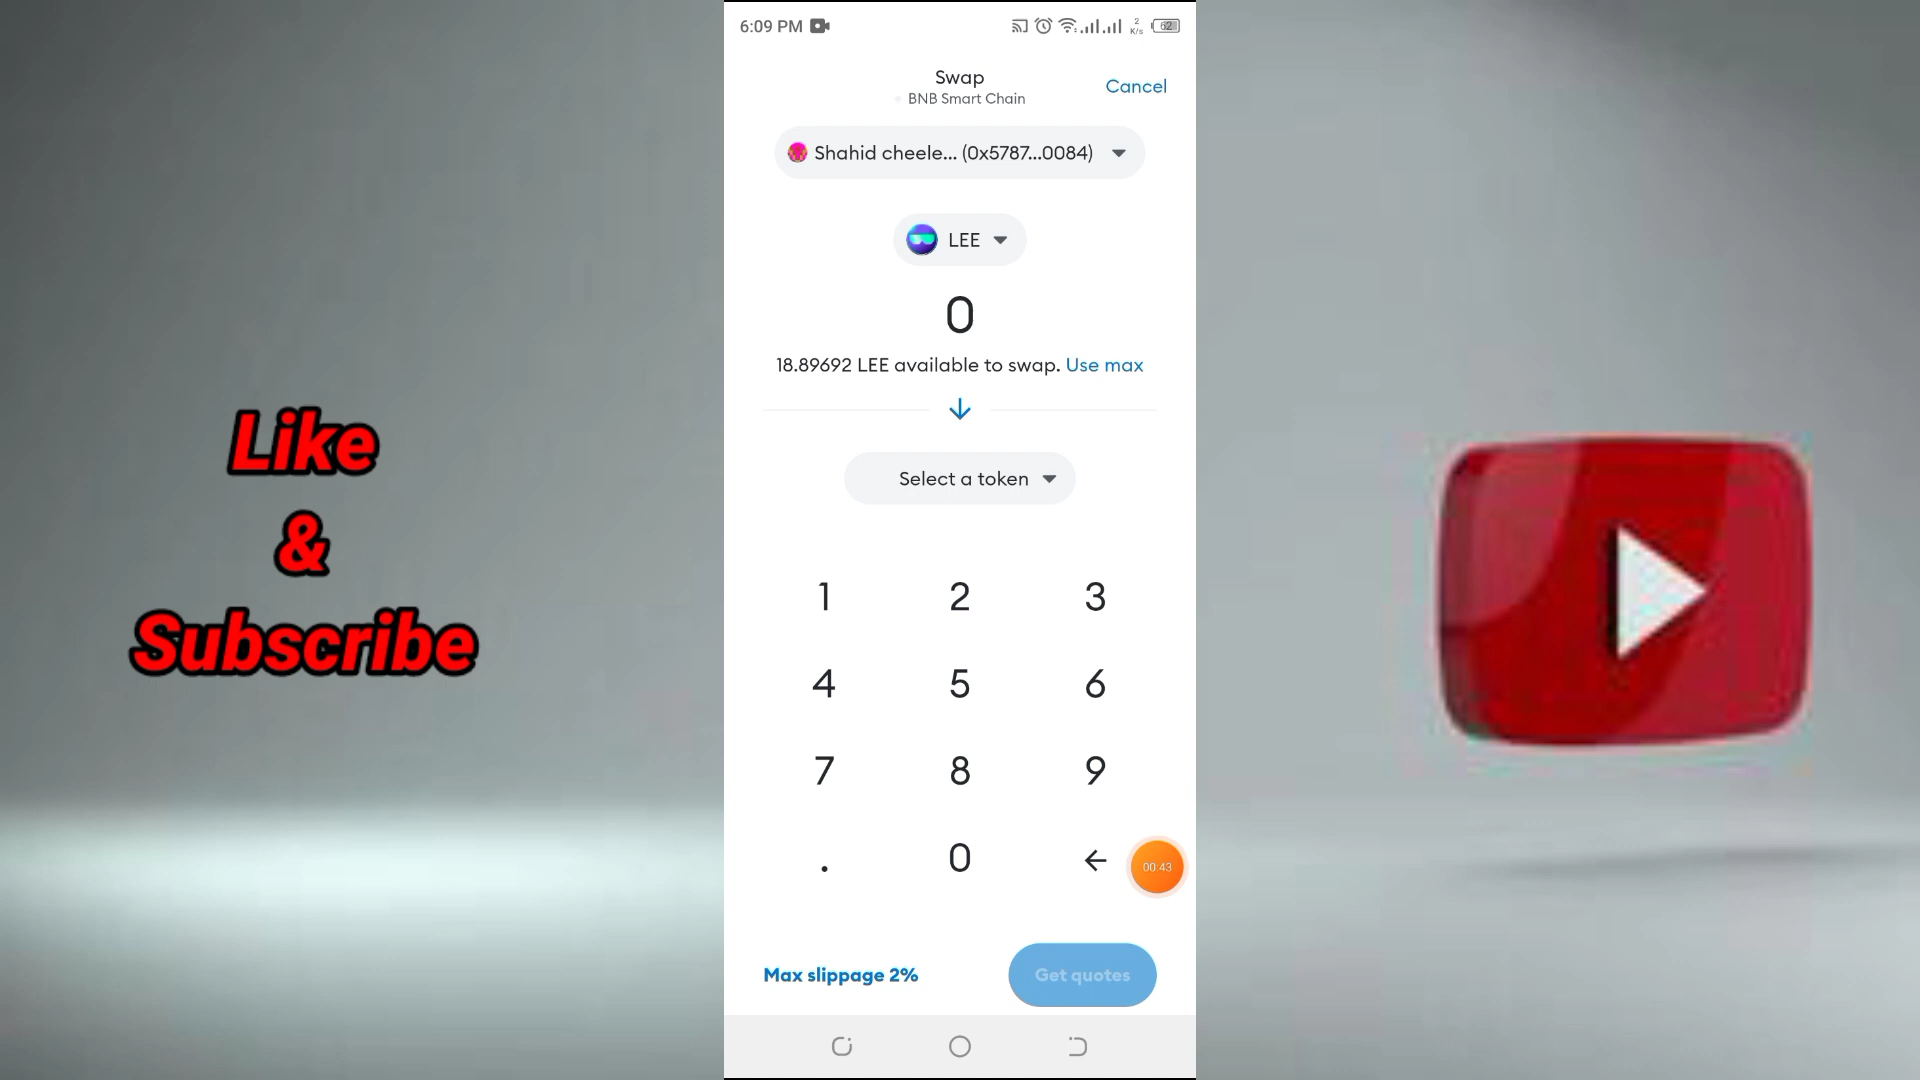 6:09 PM
2
K/s
62
Swap
Cancel
BNB Smart Chain
Shahid cheele... (0x5787...0084)
LEE
0
18.89692 LEE available to swap. Use max
Select a token
Like
&
Subscribe
1 2 3
4 5 6
7 8 9
. 0
00:43
Max slippage 2%
Get quotes